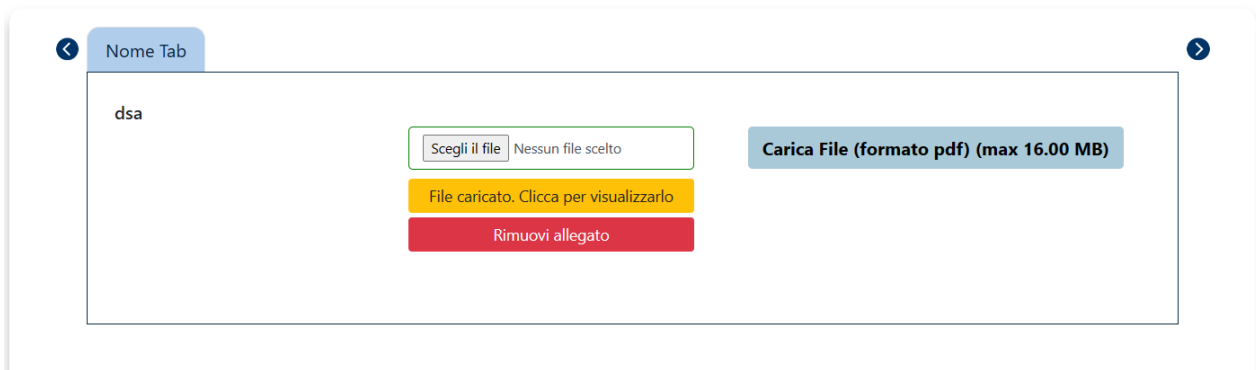 Nome Tab
dsa
Scegli il file Nessun file scelto
Carica File (formato pdf) (max 16.00 MB)
File caricato. Clicca per visualizzarlo
Rimuovi allegato